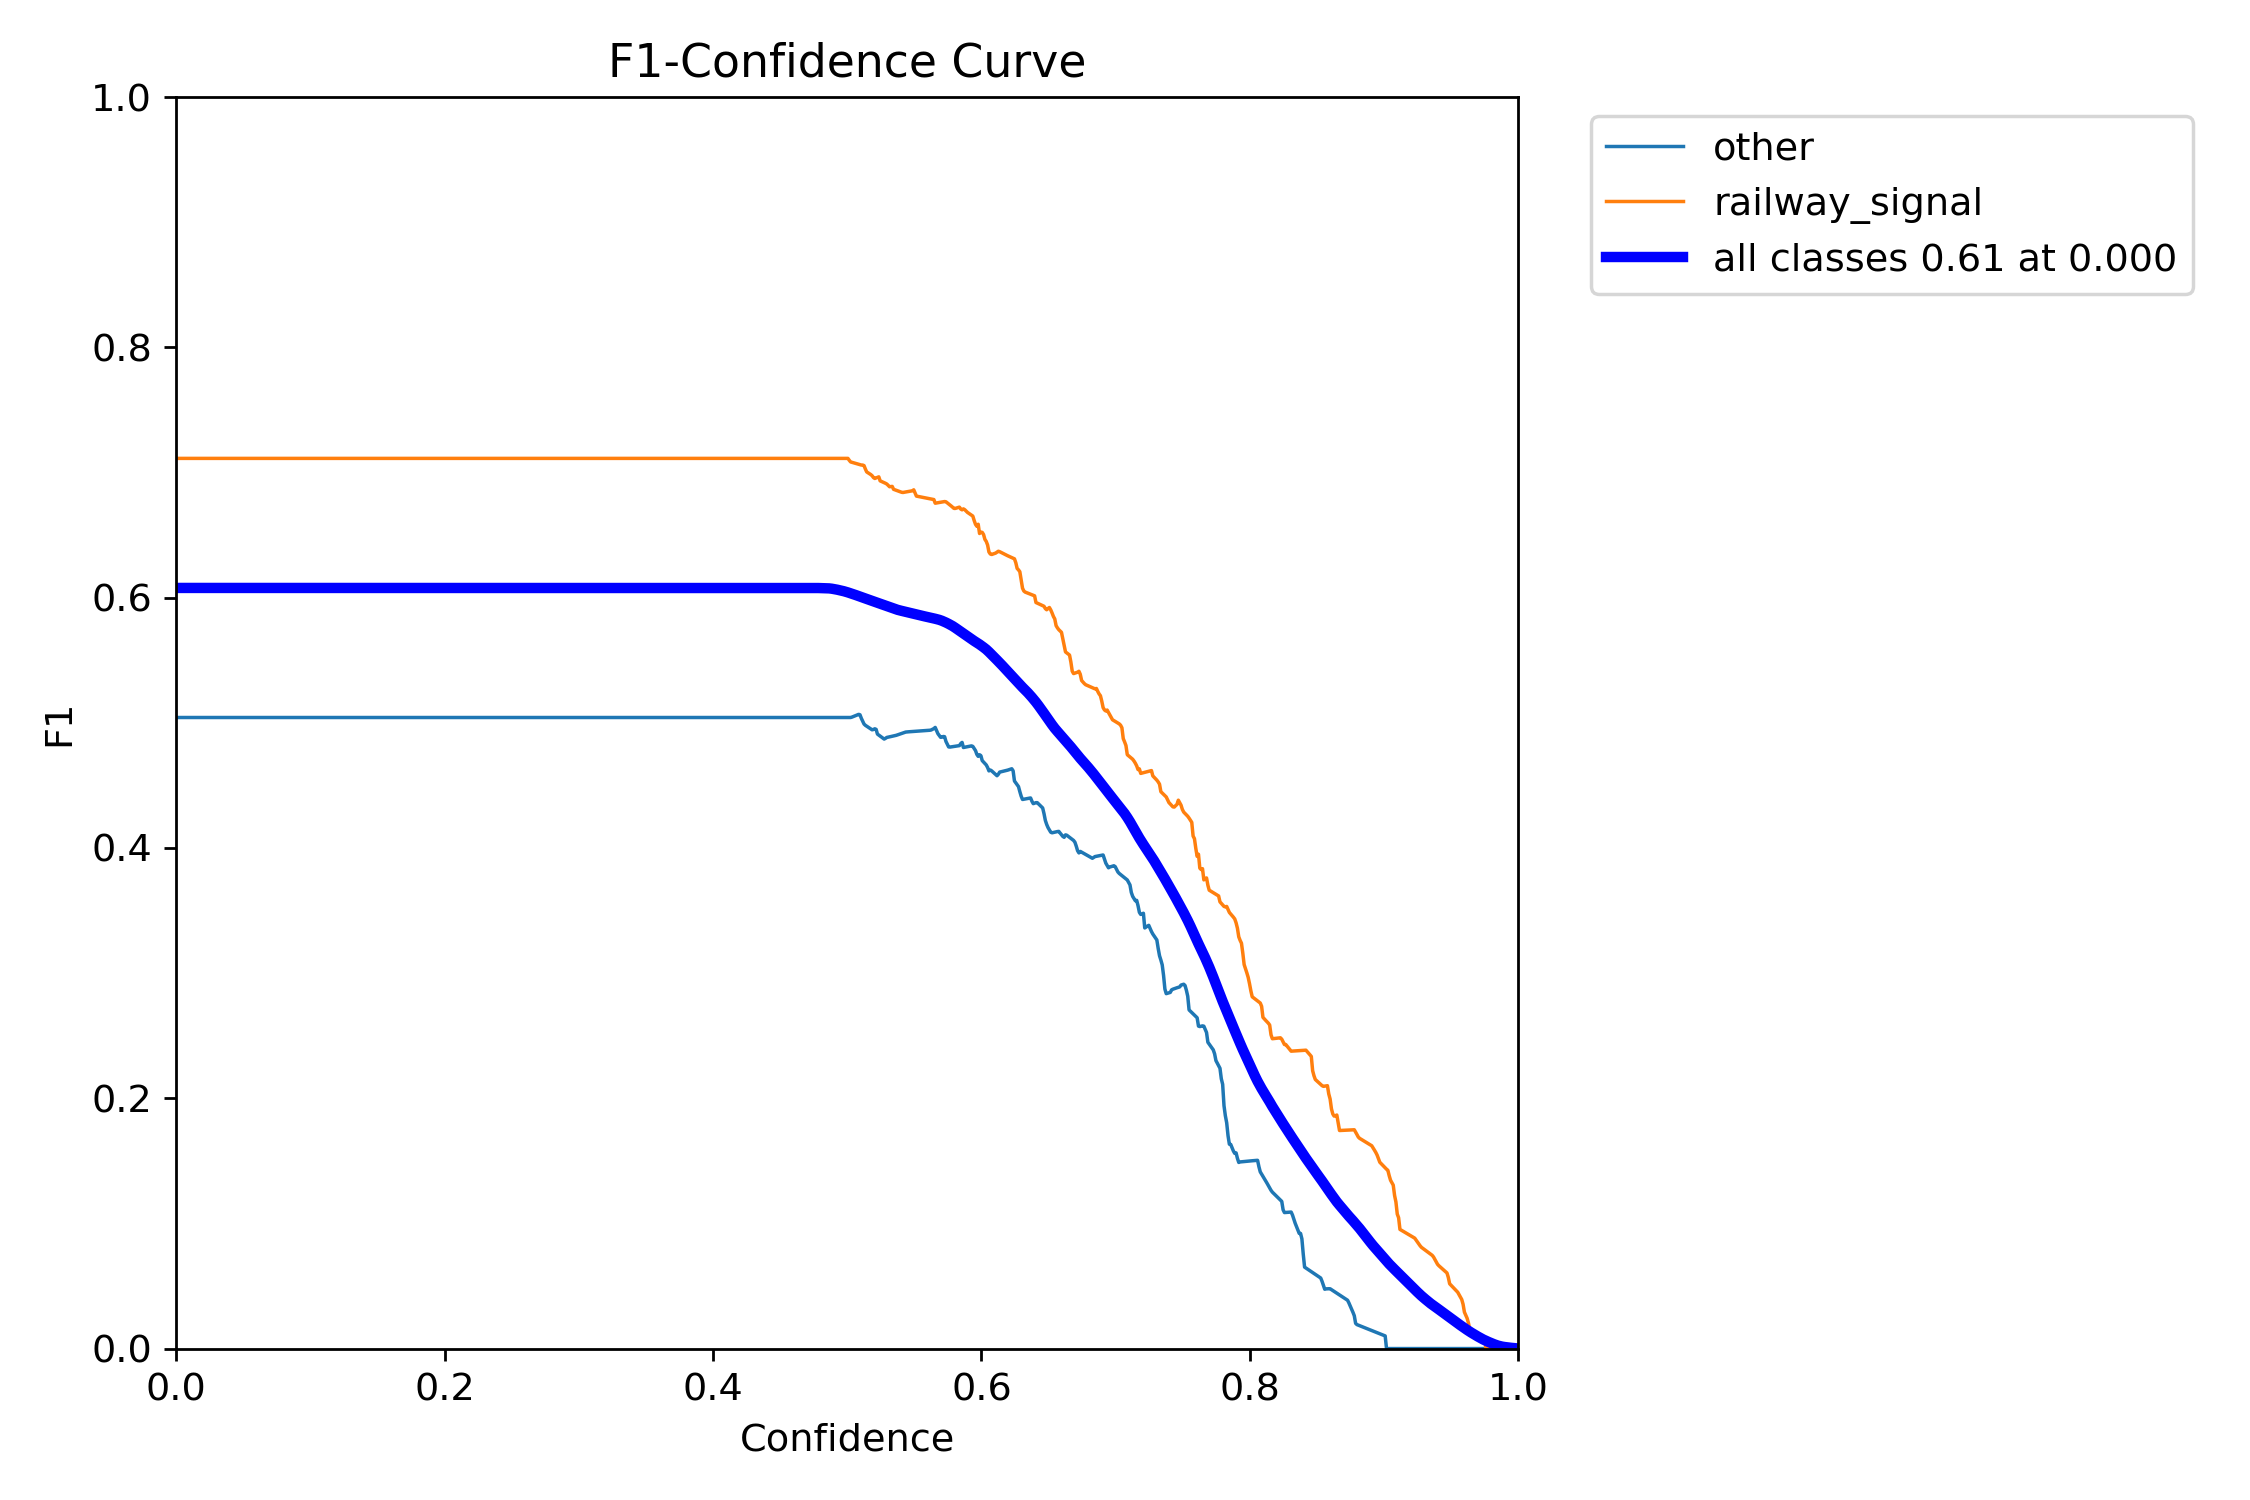 F1-Confidence Curve
1.0
0.8
0.6
0.4
0.2
0.0
F1
0.0 0.2 0.4 0.6 0.8 1.0
Confidence
other
railway_signal
all classes 0.61 at 0.000